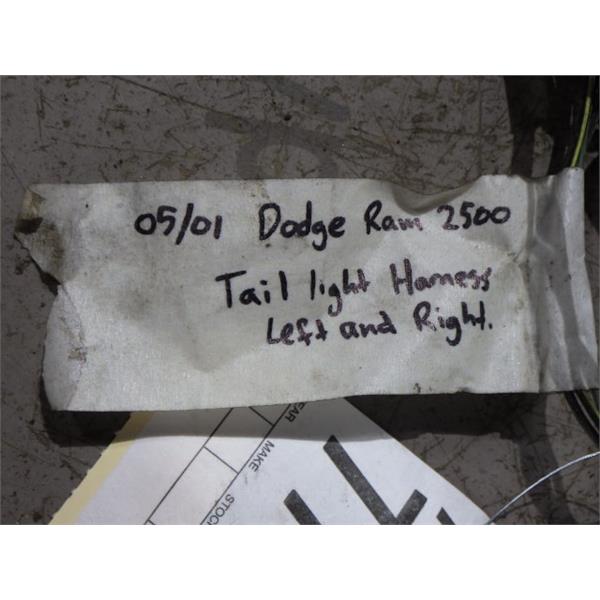 05/01 Dodge Ram 2500
Tail light Harness
Left and Right.
EAR
MAKE
STOC